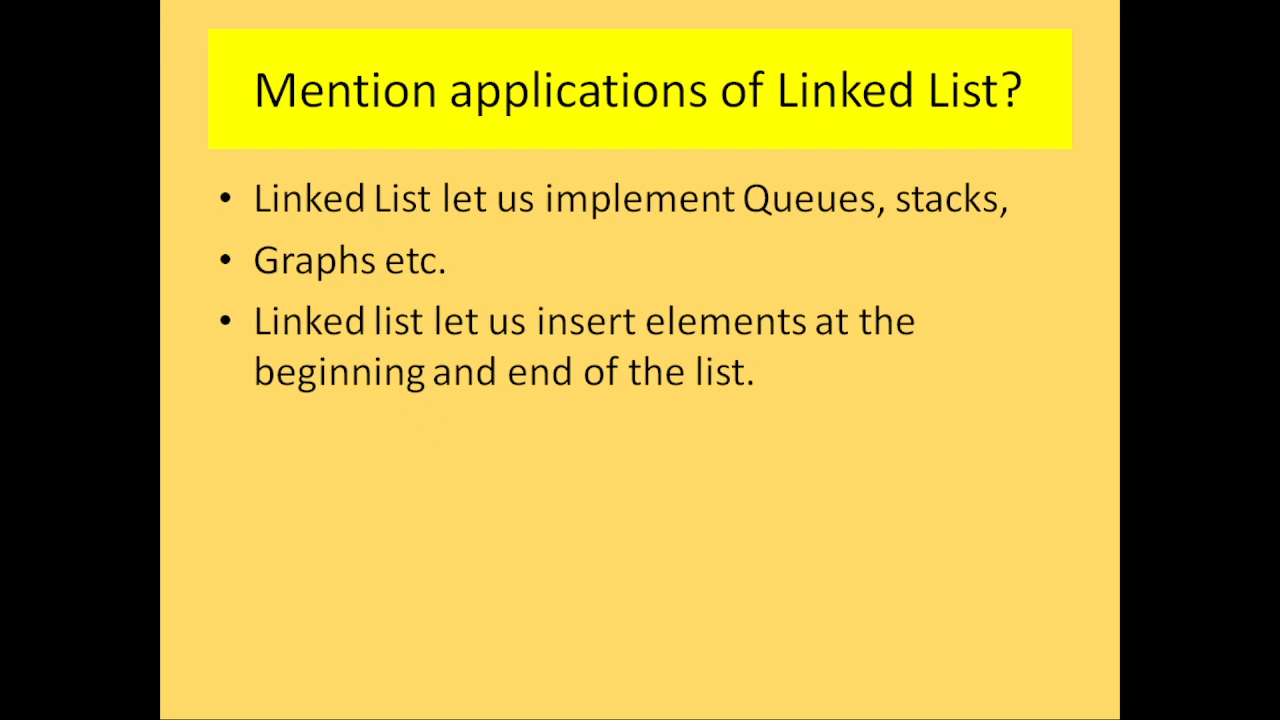 Mention applications of Linked List?
• Linked List let us implement Queues, stacks,
• Graphs etc.
• Linked list let us insert elements at the
beginning and end of the list.